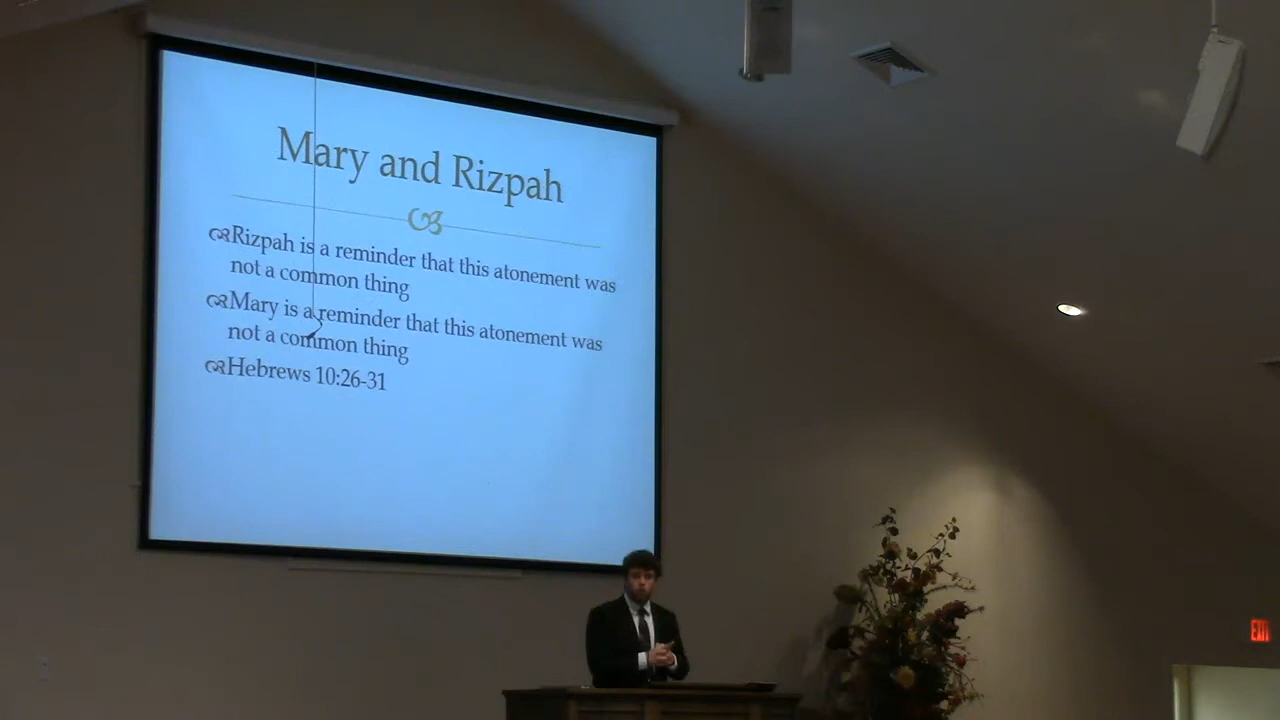 Mary and Rizpah
Rizpah is a reminder that this atonement was
not a common thing
Mary is a reminder that this atonement was
not a common thing
Hebrews 10:26-31
EXIT